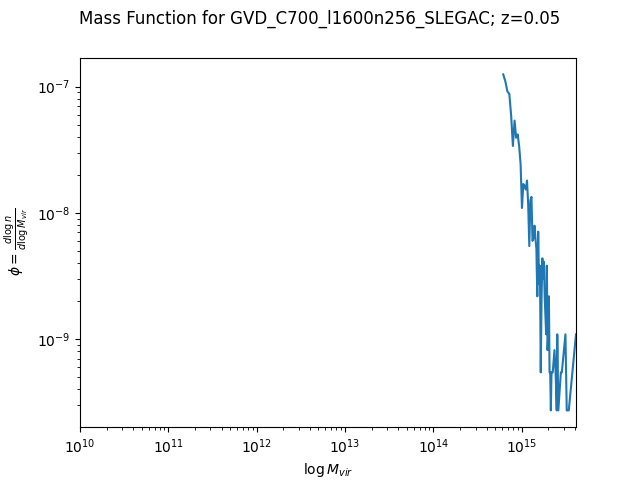 Mass Function for GVD_C700_l1600n256_SLEGAC; z=0.05
10⁻⁷
10⁻⁸
10⁻⁹
ϕ = d log n / d log M_vir
10¹⁰ 10¹¹ 10¹² 10¹³ 10¹⁴ 10¹⁵
log M_vir